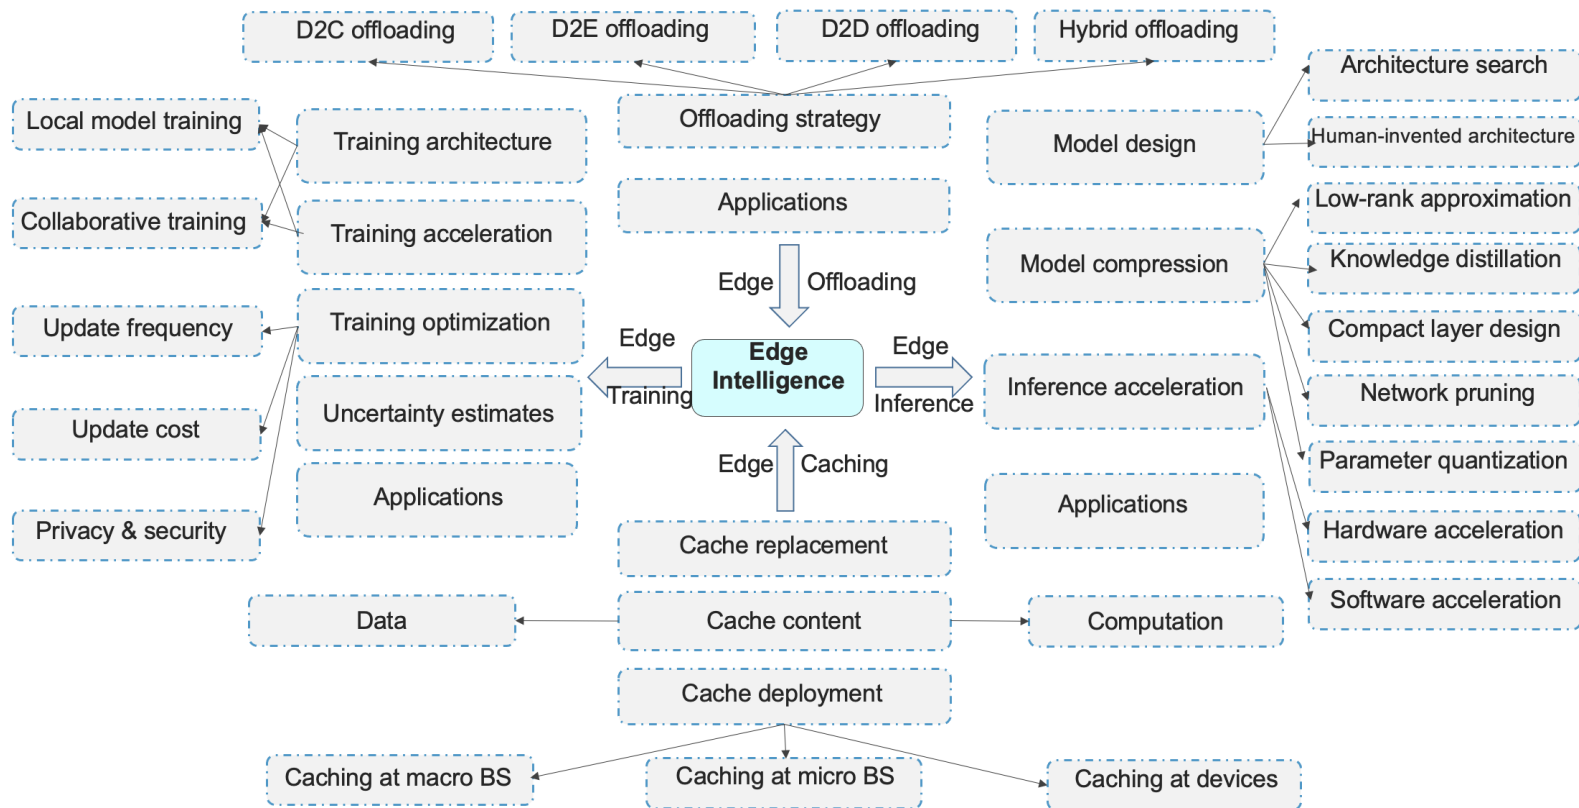 D2C offloading
D2E offloading
D2D offloading
Hybrid offloading
Offloading strategy
Applications
Edge Offloading
Local model training
Collaborative training
Update frequency
Update cost
Privacy & security
Training architecture
Training acceleration
Training optimization
Uncertainty estimates
Applications
Edge
Training
Edge
Intelligence
Edge
Inference
Model design
Model compression
Inference acceleration
Applications
Architecture search
Human-invented architecture
Low-rank approximation
Knowledge distillation
Compact layer design
Network pruning
Parameter quantization
Hardware acceleration
Software acceleration
Edge Caching
Cache replacement
Data
Cache content
Computation
Cache deployment
Caching at macro BS
Caching at micro BS
Caching at devices